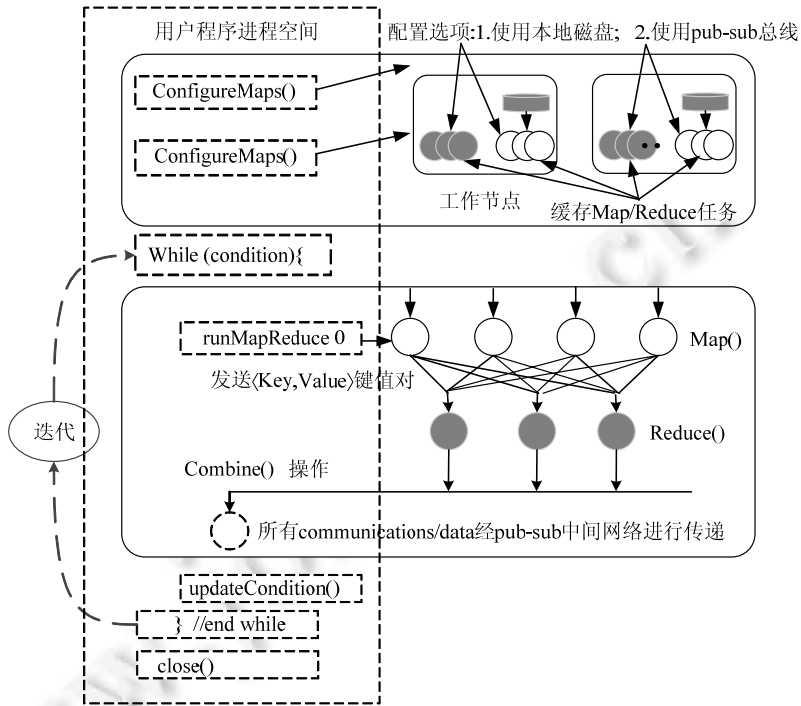 用户程序进程空间
配置选项:1.使用本地磁盘; 2.使用pub-sub总线
ConfigureMaps()
ConfigureMaps()
工作节点
缓存Map/Reduce任务
While (condition){
runMapReduce 0
Map()
发送⟨Key,Value⟩键值对
迭代
Reduce()
Combine() 操作
所有communications/data经pub-sub中间网络进行传递
updateCondition()
} //end while
close()